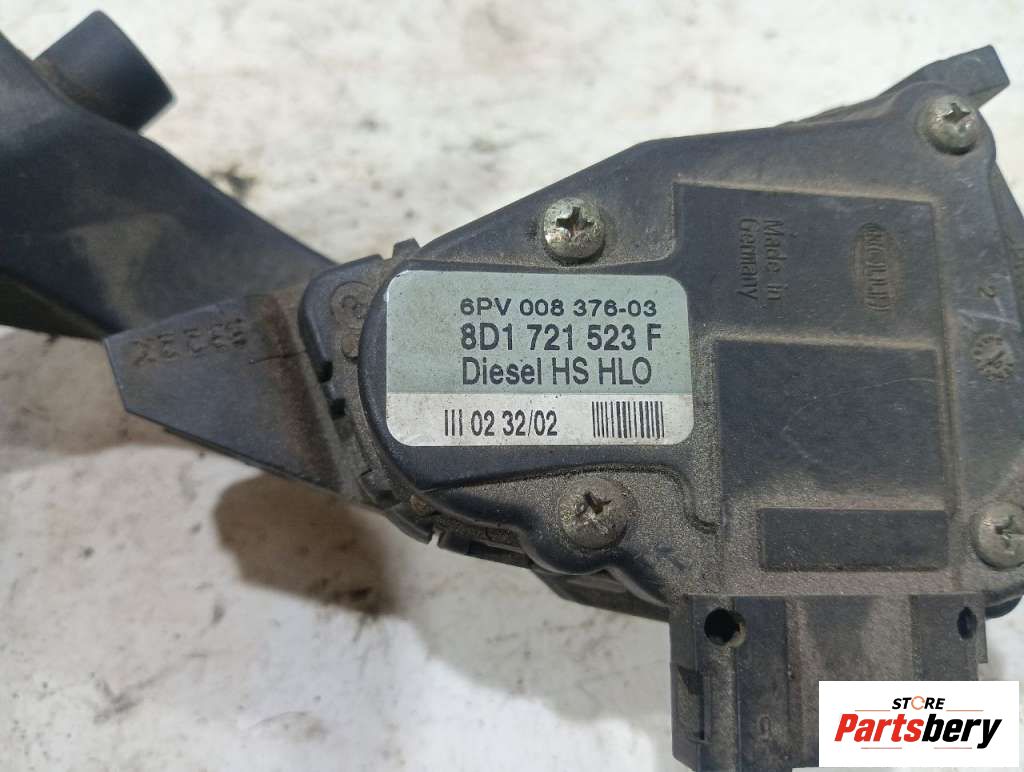 6PV 008 376-03
8D1 721 523 F
Diesel HS HLO
III 02 32/02
Made in
Germany
2
STORE
Partsbery